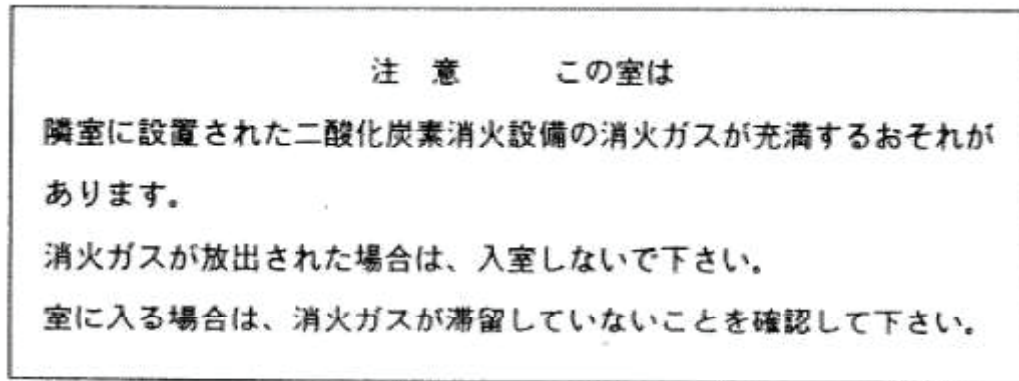 注　意　　　この室は
隣室に設置された二酸化炭素消火設備の消火ガスが充満するおそれが
あります。
消火ガスが放出された場合は、入室しないで下さい。
室に入る場合は、消火ガスが滞留していないことを確認して下さい。